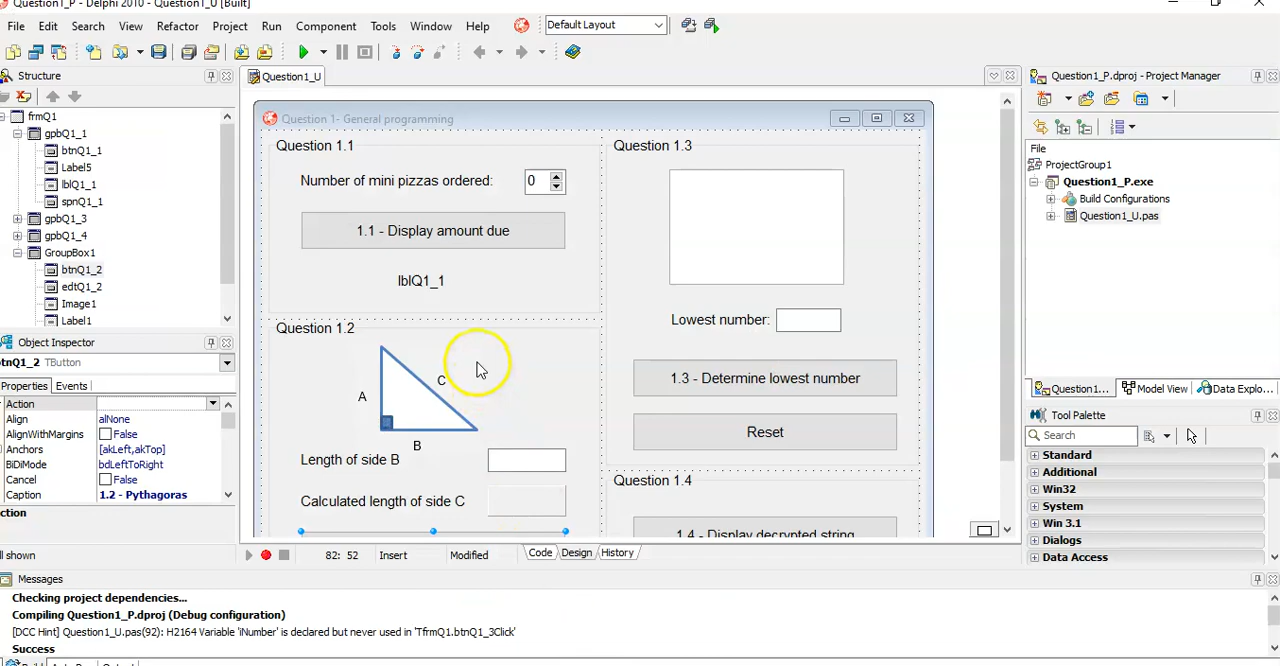 Question1_P - Delphi 2010 - Question1_U [Built]
File Edit Search View Refactor Project Run Component Tools Window Help Default Layout
Structure
Question1_U
Question1_P.dproj - Project Manager
frmQ1
gpbQ1_1
btnQ1_1
Label5
lblQ1_1
spnQ1_1
gpbQ1_3
gpbQ1_4
GroupBox1
btnQ1_2
edtQ1_2
Image1
Label1
Object Inspector
btnQ1_2 TButton
Properties Events
Action
Align alNone
AlignWithMargins False
Anchors [akLeft,akTop]
BiDiMode bdLeftToRight
Cancel False
Caption 1.2 - Pythagoras
All shown
Question 1- General programming
Question 1.1
Number of mini pizzas ordered: 0
1.1 - Display amount due
lblQ1_1
Question 1.2
A
C
B
Length of side B
Calculated length of side C
Question 1.3
Lowest number:
1.3 - Determine lowest number
Reset
Question 1.4
1.4 - Display decrypted string
82: 52 Insert Modified Code Design History
File
ProjectGroup1
Question1_P.exe
Build Configurations
Question1_U.pas
Question1... Model View Data Explo...
Tool Palette
Search
Standard
Additional
Win32
System
Win 3.1
Dialogs
Data Access
Messages
Checking project dependencies...
Compiling Question1_P.dproj (Debug configuration)
[DCC Hint] Question1_U.pas(92): H2164 Variable 'iNumber' is declared but never used in 'TfrmQ1.btnQ1_3Click'
Success